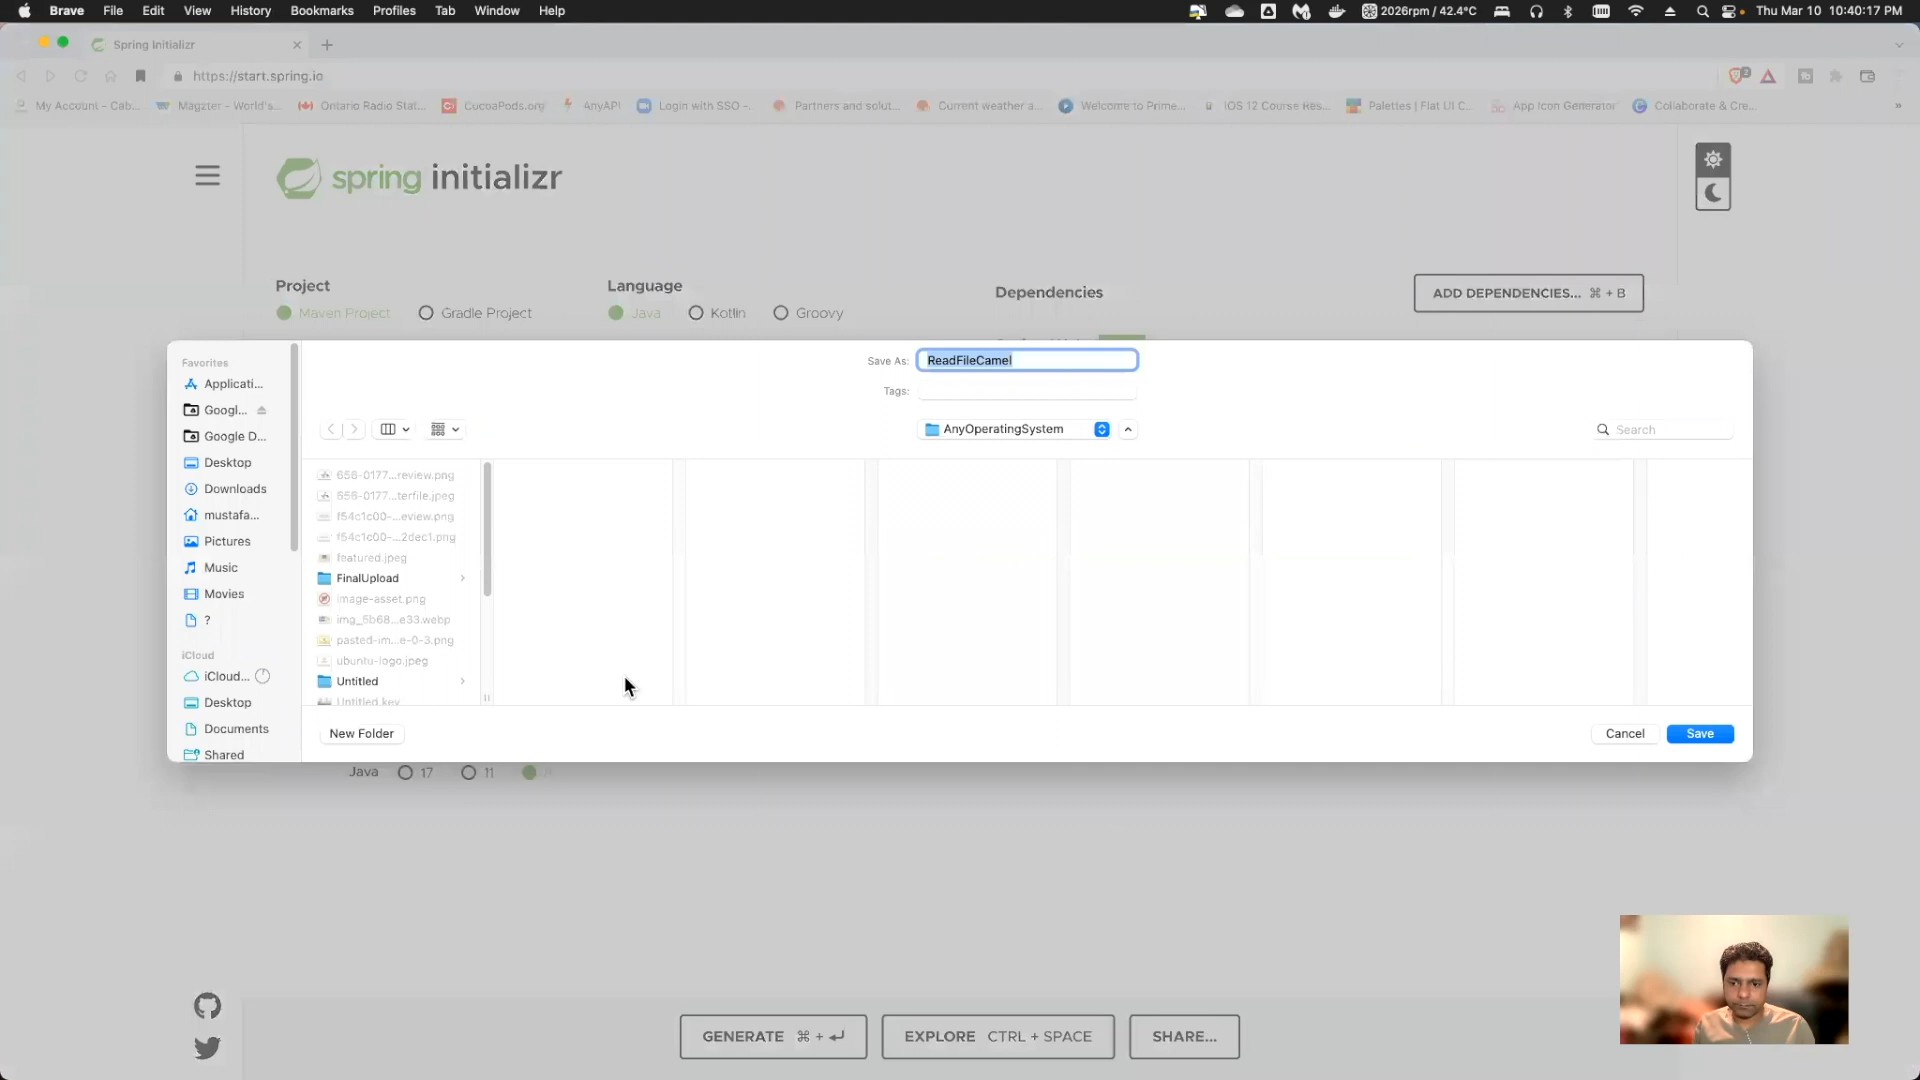 Brave File Edit View History Bookmarks Profiles Tab Window Help 2026rpm / 42.4°C Thu Mar 10 10:40:17 PM
Spring Initializr
https://start.spring.io 2
My Account - Cab... Magzter - World's... Ontario Radio Stat... CocoaPods.org AnyAPI Login with SSO -... Partners and solut... Current weather a... Welcome to Prime... iOS 12 Course Res... Palettes | Flat UI C... App Icon Generator Collaborate & Cre... »
spring initializr
Project Language Dependencies ADD DEPENDENCIES... ⌘ + B
Maven Project Gradle Project Java Kotlin Groovy
Save As: ReadFileCamel
Tags:
AnyOperatingSystem Search
Favorites
Applicati...
Googl...
Google D...
Desktop
Downloads
mustafa...
Pictures
Music
Movies
?
iCloud
iCloud...
Desktop
Documents
Shared
656-0177...review.png
656-0177...terfile.jpeg
f54c1c00-...eview.png
f54c1c00-...2dec1.png
featured.jpeg
FinalUpload
image-asset.png
img_5b68...e33.webp
pasted-im...e-0-3.png
ubuntu-logo.jpeg
Untitled
Untitled.key
New Folder Cancel Save
Java 17 11
GENERATE ⌘ + ↵ EXPLORE CTRL + SPACE SHARE...